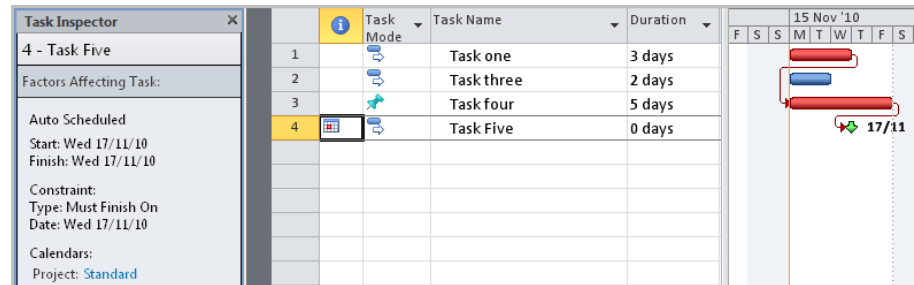 Task Inspector
4 - Task Five
Factors Affecting Task:
Auto Scheduled
Start: Wed 17/11/10
Finish: Wed 17/11/10
Constraint:
Type: Must Finish On
Date: Wed 17/11/10
Calendars:
Project: Standard
Task Mode Task Name Duration
1 Task one 3 days
2 Task three 2 days
3 Task four 5 days
4 Task Five 0 days
15 Nov '10
F S S M T W T F S
17/11